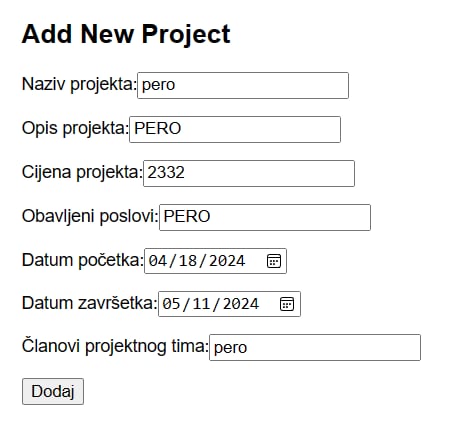 Add New Project
Naziv projekta: pero
Opis projekta: PERO
Cijena projekta: 2332
Obavljeni poslovi: PERO
Datum početka: 04/18/2024
Datum završetka: 05/11/2024
Članovi projektnog tima: pero
Dodaj